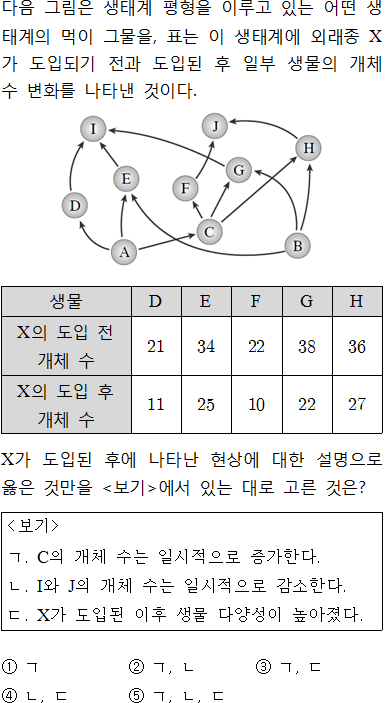 다음 그림은 생태계 평형을 이루고 있는 어떤 생
태계의 먹이 그물을, 표는 이 생태계에 외래종 X
가 도입되기 전과 도입된 후 일부 생물의 개체
수 변화를 나타낸 것이다.
I
J
H
E
F
G
D
C
A
B
생물 D E F G H
X의 도입 전
개체 수 21 34 22 38 36
X의 도입 후
개체 수 11 25 10 22 27
X가 도입된 후에 나타난 현상에 대한 설명으로
옳은 것만을 <보기>에서 있는 대로 고른 것은?
<보기>
ㄱ. C의 개체 수는 일시적으로 증가한다.
ㄴ. I와 J의 개체 수는 일시적으로 감소한다.
ㄷ. X가 도입된 이후 생물 다양성이 높아졌다.
① ㄱ ② ㄱ, ㄴ ③ ㄱ, ㄷ
④ ㄴ, ㄷ ⑤ ㄱ, ㄴ, ㄷ